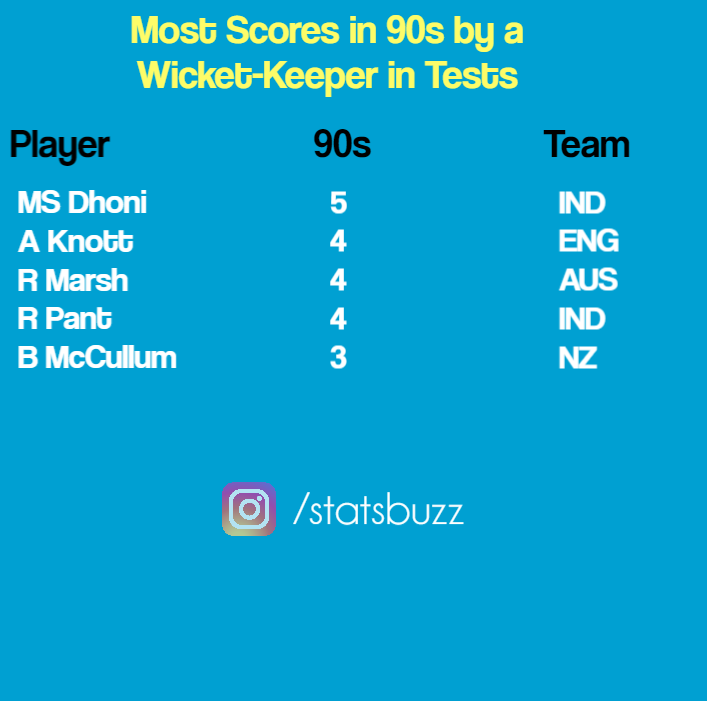 Most Scores in 90s by a
Wicket-Keeper in Tests
Player 90s Team
MS Dhoni 5 IND
A Knott 4 ENG
R Marsh 4 AUS
R Pant 4 IND
B McCullum 3 NZ
/statsbuzz